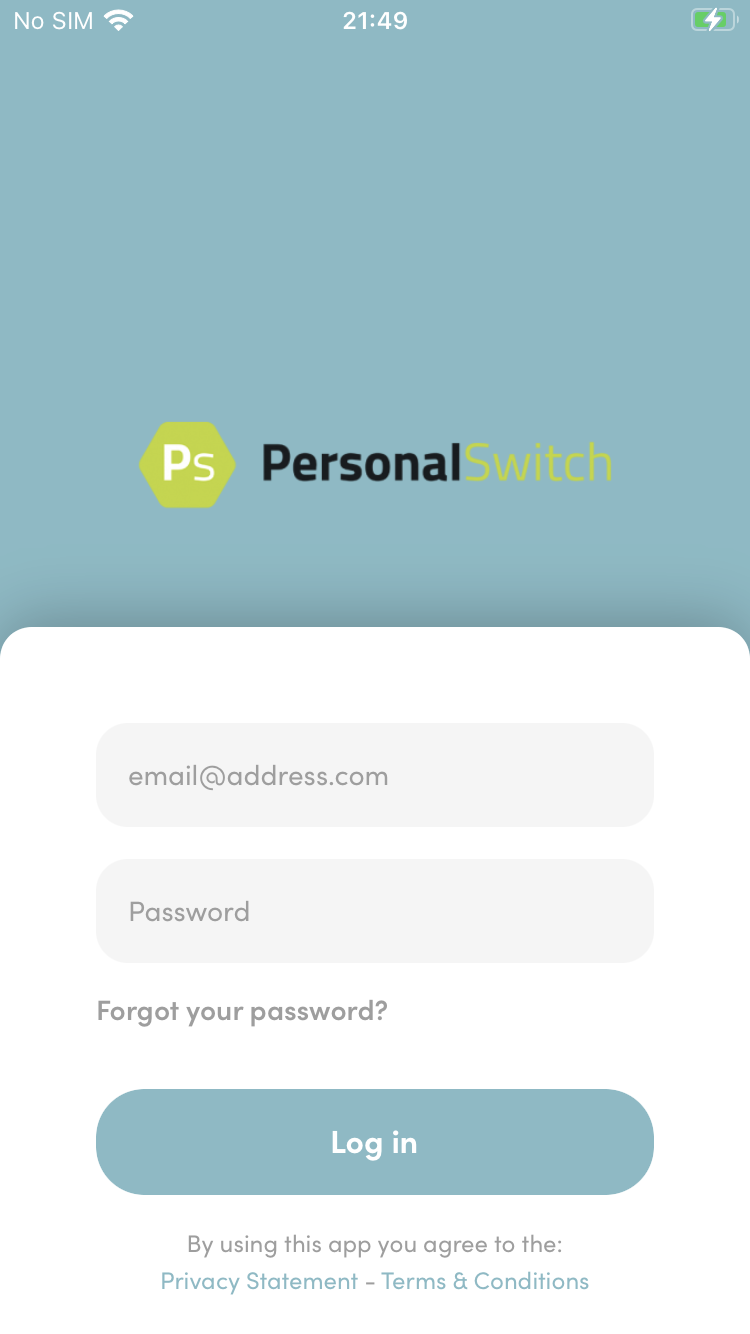 No SIM 21:49
Ps PersonalSwitch
email@address.com
Password
Forgot your password?
Log in
By using this app you agree to the:
Privacy Statement - Terms & Conditions